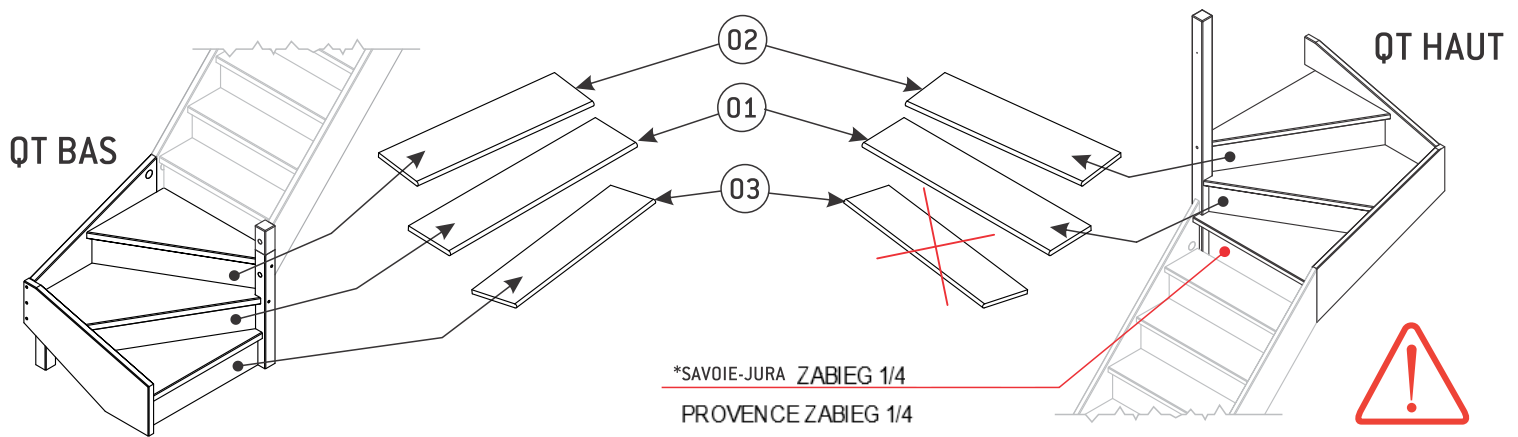 QT BAS
02
01
03
QT HAUT
*SAVOIE-JURA ZABIEG 1/4
PROVENCE ZABIEG 1/4